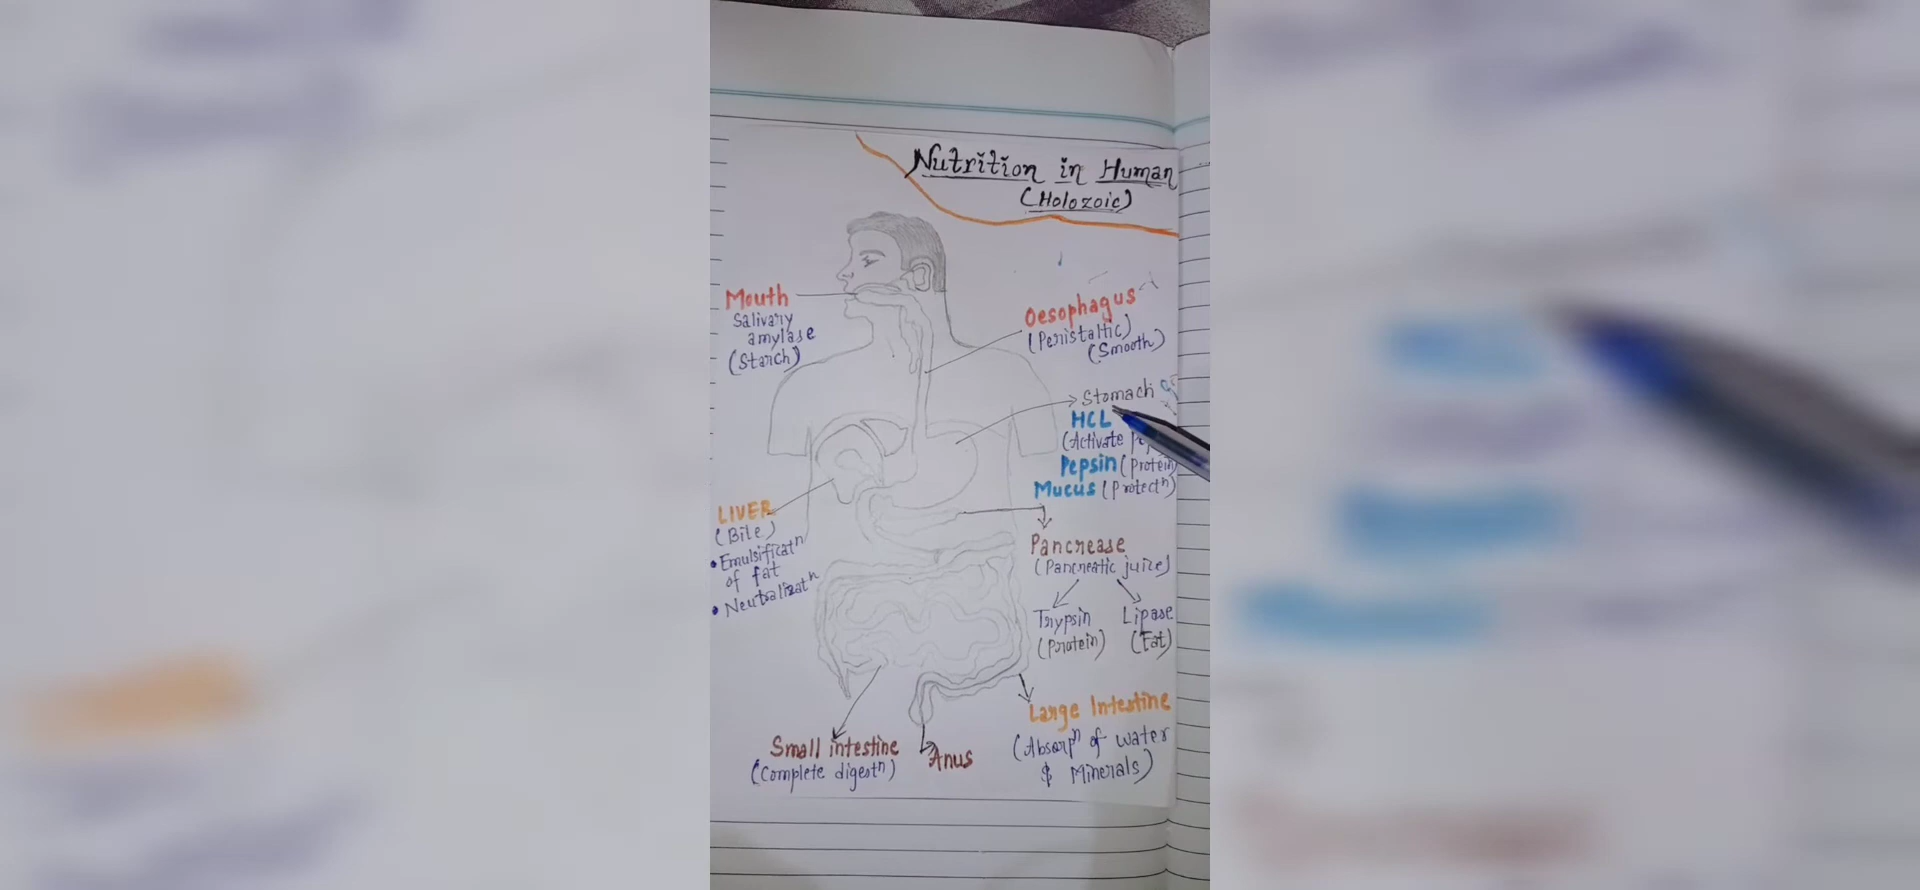 Nutrition in Human
(Holozoic)
Mouth
Salivary
amylase
(Starch)
Oesophagus
(Peristaltic)
(Smooth)
Stomach
HCL
(Activate
Pepsin (Protein
Mucus (Protectⁿ)
LIVER
(Bile)
• Emulsificatⁿ
of fat
• Neutralizatⁿ
Pancrease
(Pancreatic juice)
Trypsin
(Protein)
Lipase
(Fat)
Large Intestine
(Absorpⁿ of water
$ Minerals)
Small intestine
(Complete digestⁿ)
Anus